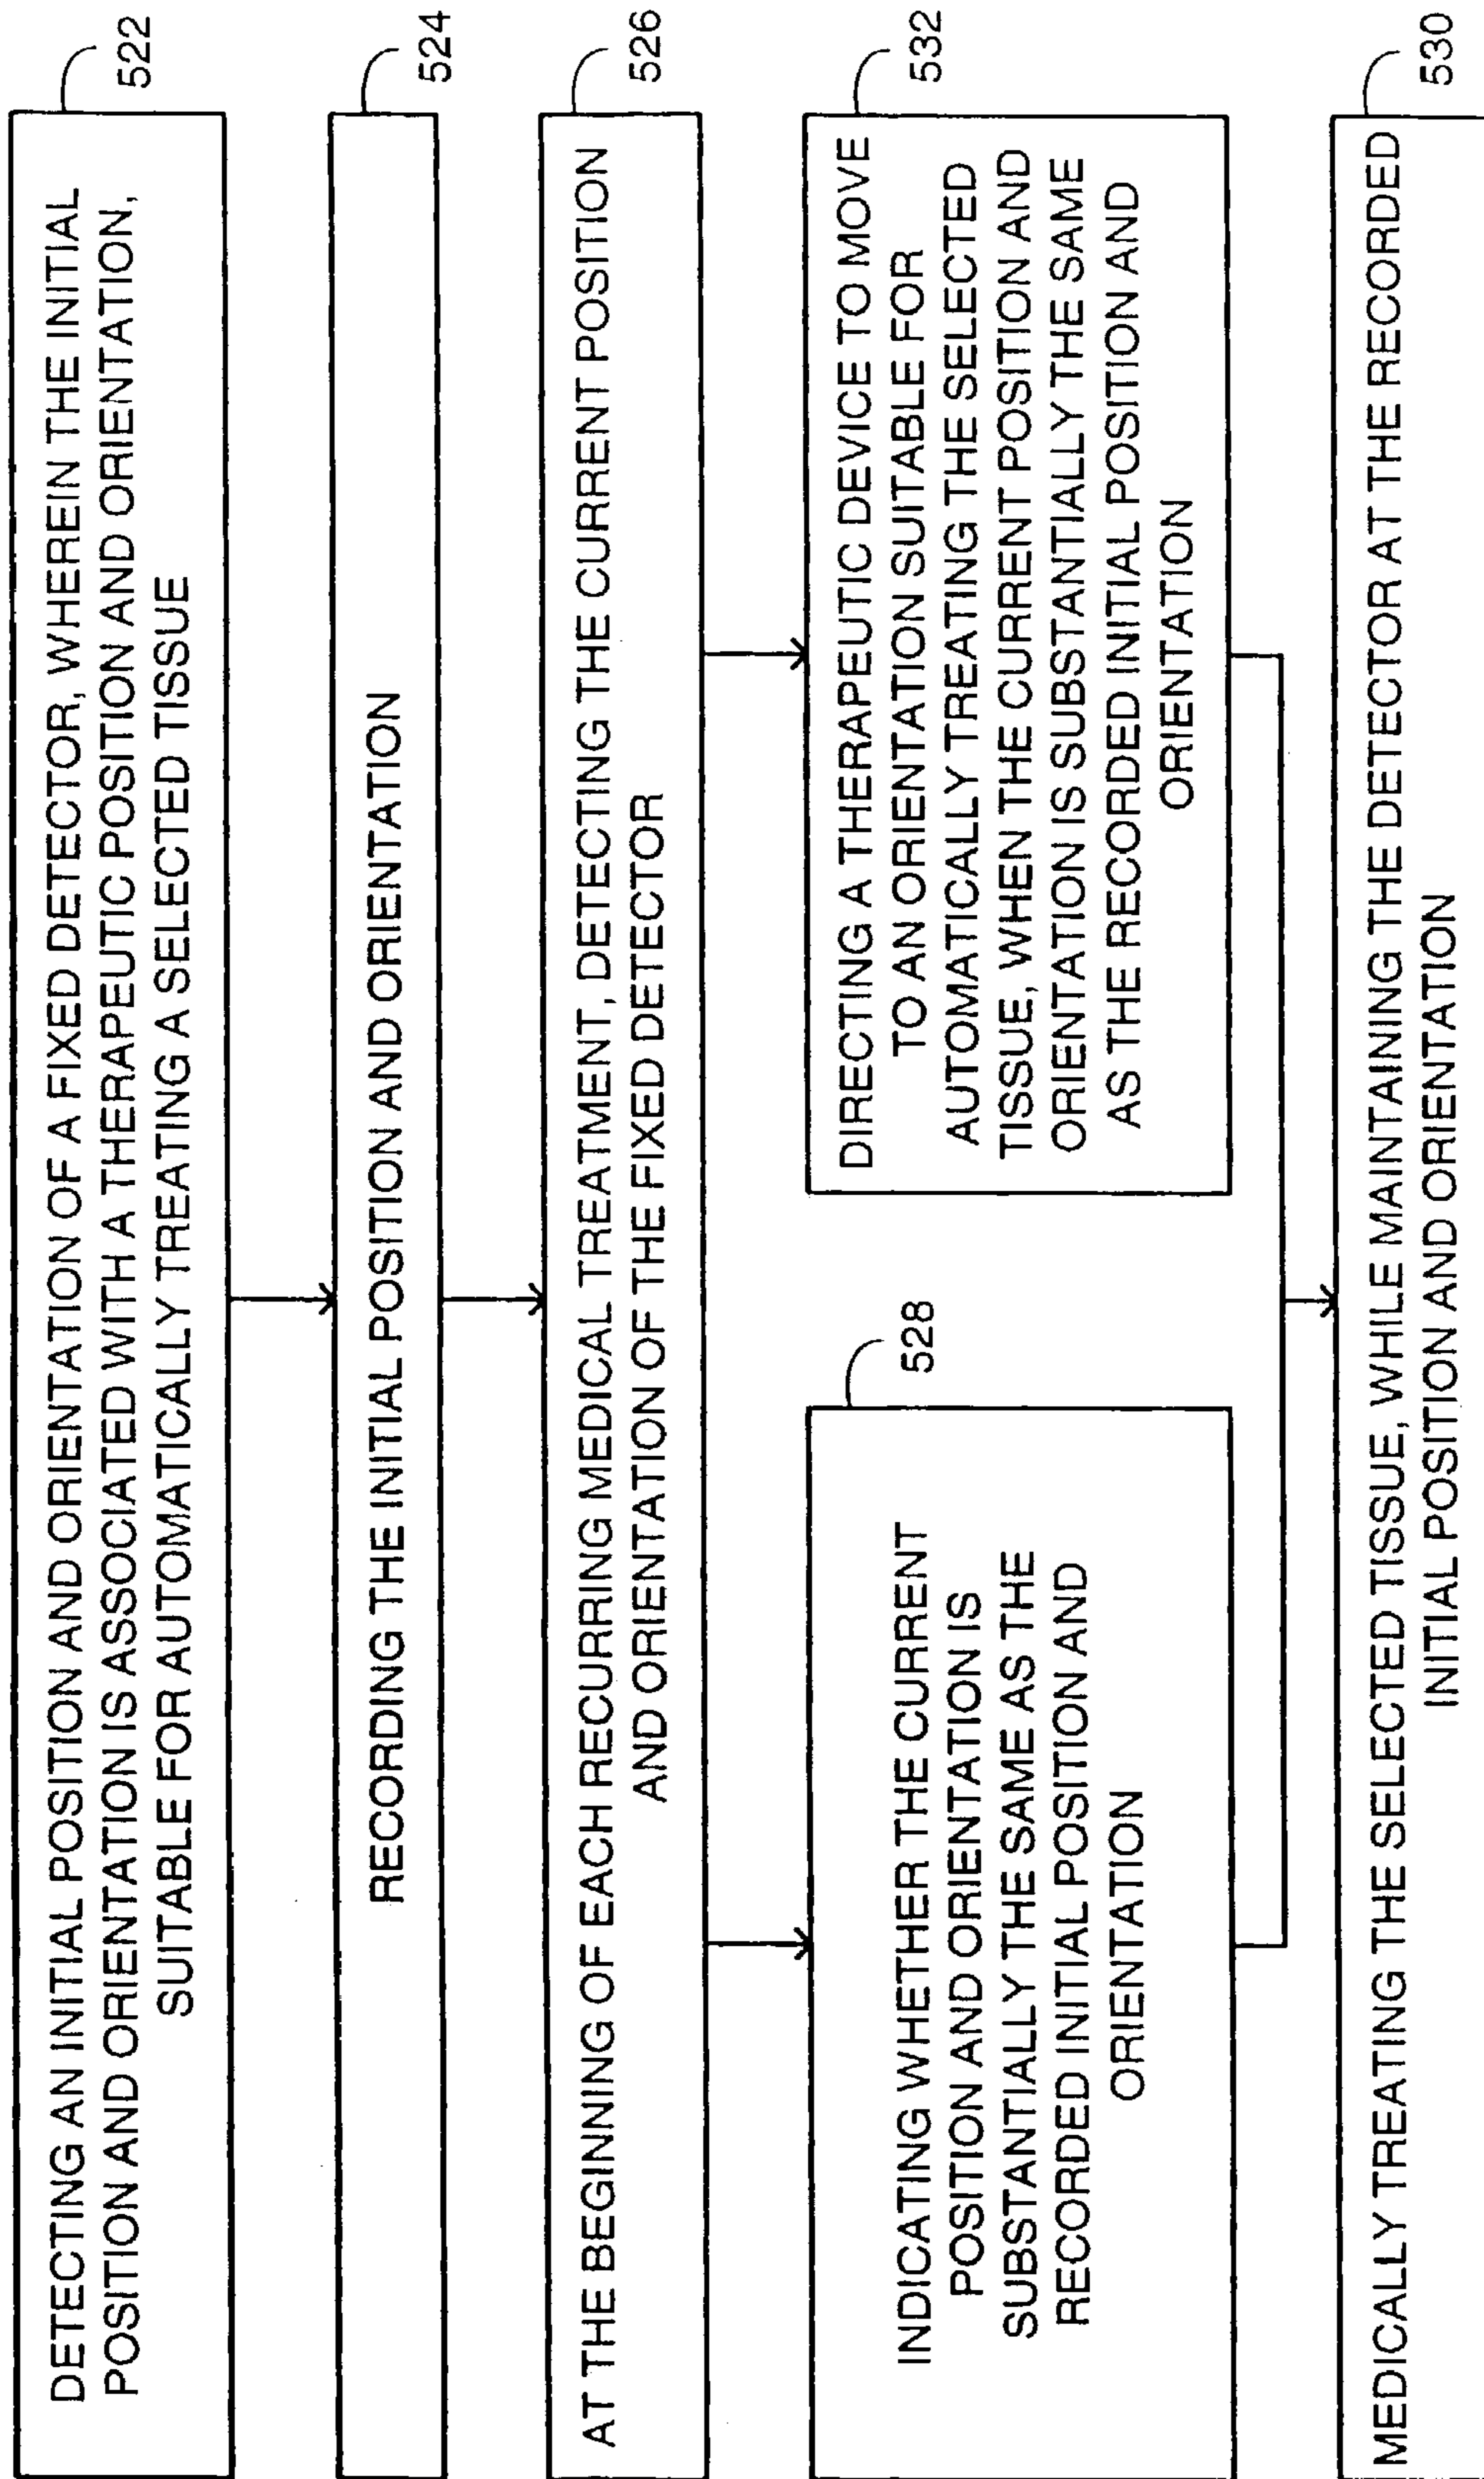 DETECTING AN INITIAL POSITION AND ORIENTATION OF A FIXED DETECTOR, WHEREIN THE INITIAL
POSITION AND ORIENTATION IS ASSOCIATED WITH A THERAPEUTIC POSITION AND ORIENTATION,
SUITABLE FOR AUTOMATICALLY TREATING A SELECTED TISSUE
522
RECORDING THE INITIAL POSITION AND ORIENTATION
524
AT THE BEGINNING OF EACH RECURRING MEDICAL TREATMENT, DETECTING THE CURRENT POSITION
AND ORIENTATION OF THE FIXED DETECTOR
526
INDICATING WHETHER THE CURRENT
POSITION AND ORIENTATION IS
SUBSTANTIALLY THE SAME AS THE
RECORDED INITIAL POSITION AND
ORIENTATION
528
DIRECTING A THERAPEUTIC DEVICE TO MOVE
TO AN ORIENTATION SUITABLE FOR
AUTOMATICALLY TREATING THE SELECTED
TISSUE, WHEN THE CURRENT POSITION AND
ORIENTATION IS SUBSTANTIALLY THE SAME
AS THE RECORDED INITIAL POSITION AND
ORIENTATION
532
MEDICALLY TREATING THE SELECTED TISSUE, WHILE MAINTAINING THE DETECTOR AT THE RECORDED
INITIAL POSITION AND ORIENTATION
530